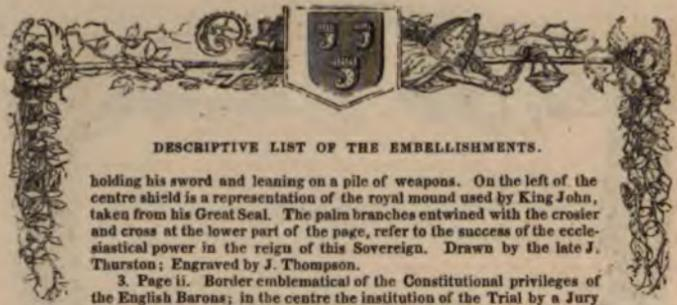 DESCRIPTIVE LIST OF THE EMBELLISHMENTS.
holding his sword and leaning on a pile of weapons. On the left of the
centre shield is a representation of the royal mound used by King John,
taken from his Great Seal. The palm branches entwined with the crosier
and cross at the lower part of the page, refer to the success of the eccle-
siastical power in the reign of this Sovereign. Drawn by the late J.
Thurston; Engraved by J. Thompson.
3. Page ii. Border emblematical of the Constitutional privileges of
the English Barons; in the centre the institution of the Trial by a Jury